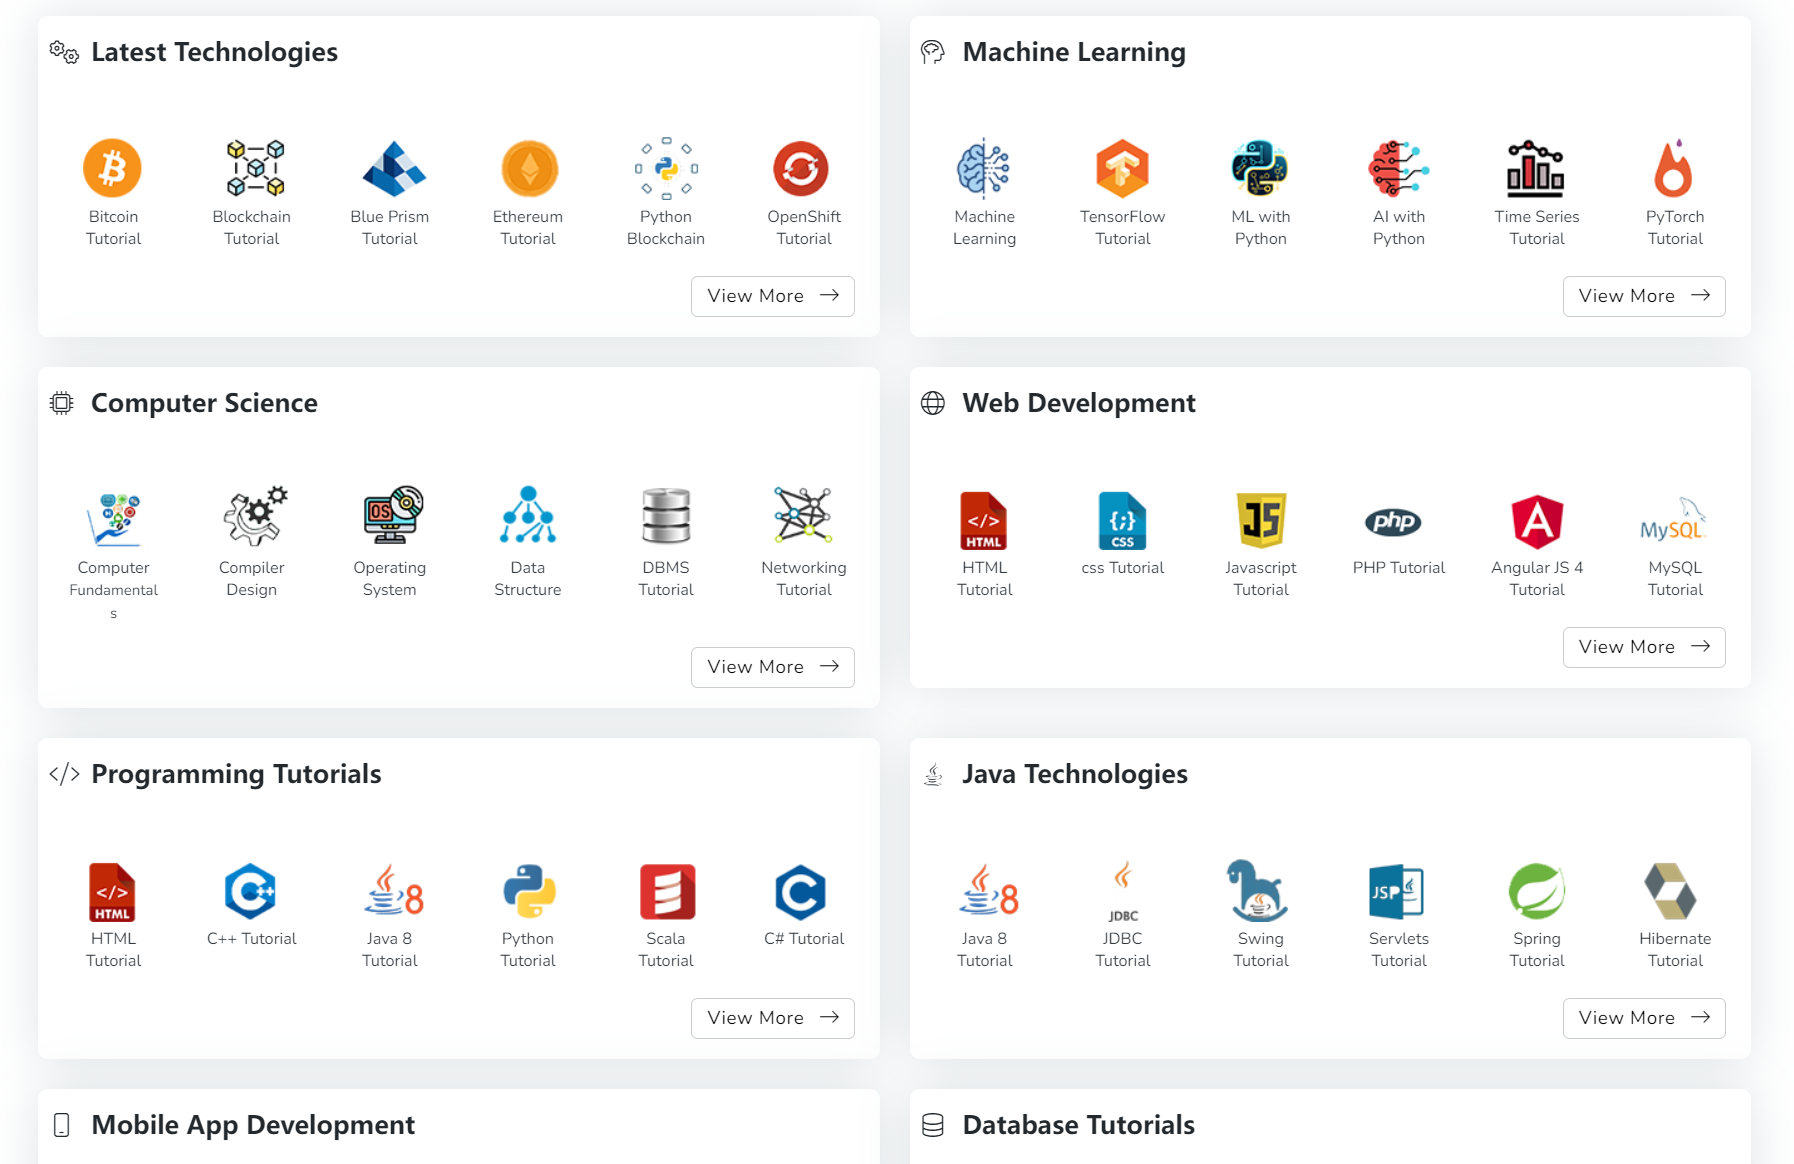 Latest Technologies
Bitcoin Tutorial
Blockchain Tutorial
Blue Prism Tutorial
Ethereum Tutorial
Python Blockchain
OpenShift Tutorial
View More
Machine Learning
Machine Learning
TensorFlow Tutorial
ML with Python
AI with Python
Time Series Tutorial
PyTorch Tutorial
View More
Computer Science
OS
Computer
Fundamental
s
Compiler Design
Operating System
Data Structure
DBMS Tutorial
Networking Tutorial
View More
Web Development
</>
HTML
HTML Tutorial
{;}
CSS
css Tutorial
JS
Javascript Tutorial
php
PHP Tutorial
A
Angular JS 4 Tutorial
MySQL
MySQL Tutorial
View More
Programming Tutorials
</>
HTML
HTML Tutorial
C++
C++ Tutorial
8
Java 8 Tutorial
Python Tutorial
Scala Tutorial
C
C# Tutorial
View More
Java Technologies
8
Java 8 Tutorial
JDBC
JDBC Tutorial
Swing Tutorial
JSP
Servlets Tutorial
Spring Tutorial
Hibernate Tutorial
View More
Mobile App Development
Database Tutorials